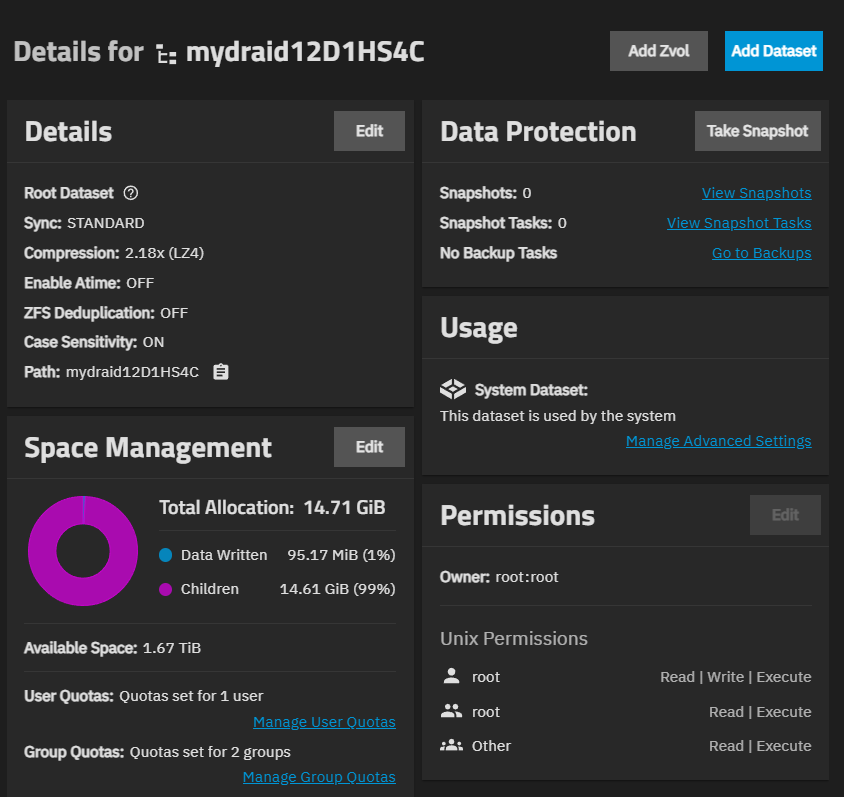 Details for mydraid12D1HS4C
Add Zvol
Add Dataset
Details
Edit
Root Dataset
Sync: STANDARD
Compression: 2.18x (LZ4)
Enable Atime: OFF
ZFS Deduplication: OFF
Case Sensitivity: ON
Path: mydraid12D1HS4C
Space Management
Edit
Total Allocation: 14.71 GiB
Data Written 95.17 MiB (1%)
Children 14.61 GiB (99%)
Available Space: 1.67 TiB
User Quotas: Quotas set for 1 user
Manage User Quotas
Group Quotas: Quotas set for 2 groups
Manage Group Quotas
Data Protection
Take Snapshot
Snapshots: 0 View Snapshots
Snapshot Tasks: 0 View Snapshot Tasks
No Backup Tasks Go to Backups
Usage
System Dataset:
This dataset is used by the system
Manage Advanced Settings
Permissions
Edit
Owner: root:root
Unix Permissions
root Read | Write | Execute
root Read | Execute
Other Read | Execute